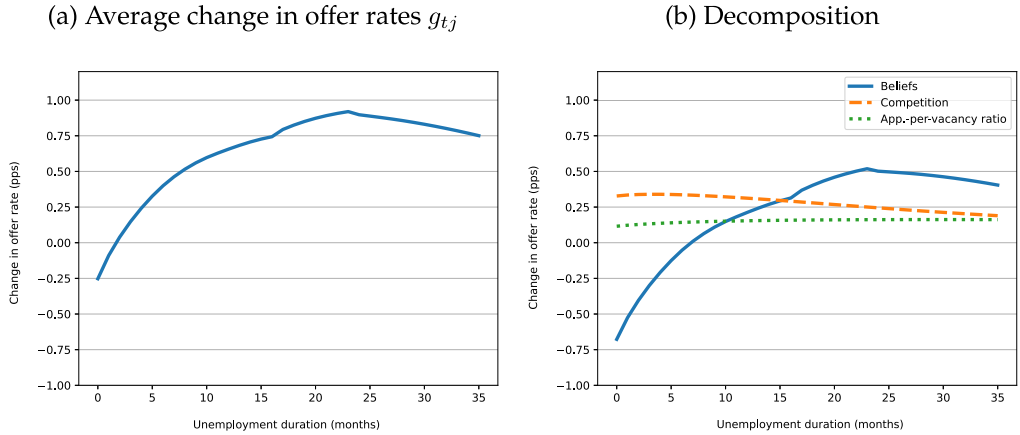 (a) Average change in offer rates g_{tj}
(b) Decomposition
Change in offer rate (pps)
1.00
0.75
0.50
0.25
0.00
−0.25
−0.50
−0.75
−1.00
0 5 10 15 20 25 30 35
Unemployment duration (months)
Change in offer rate (pps)
1.00
0.75
0.50
0.25
0.00
−0.25
−0.50
−0.75
−1.00
Beliefs
Competition
App.-per-vacancy ratio
0 5 10 15 20 25 30 35
Unemployment duration (months)